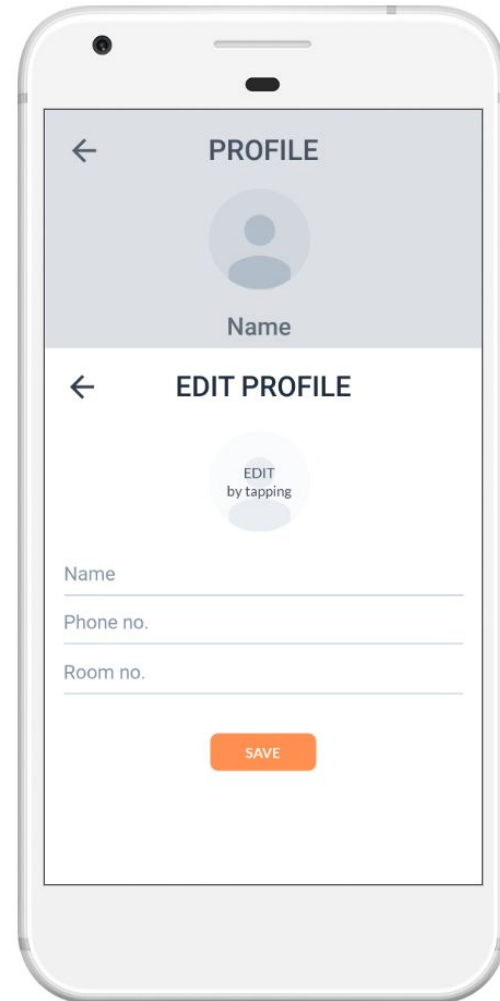 PROFILE
Name
EDIT PROFILE
EDIT
by tapping
Name
Phone no.
Room no.
SAVE